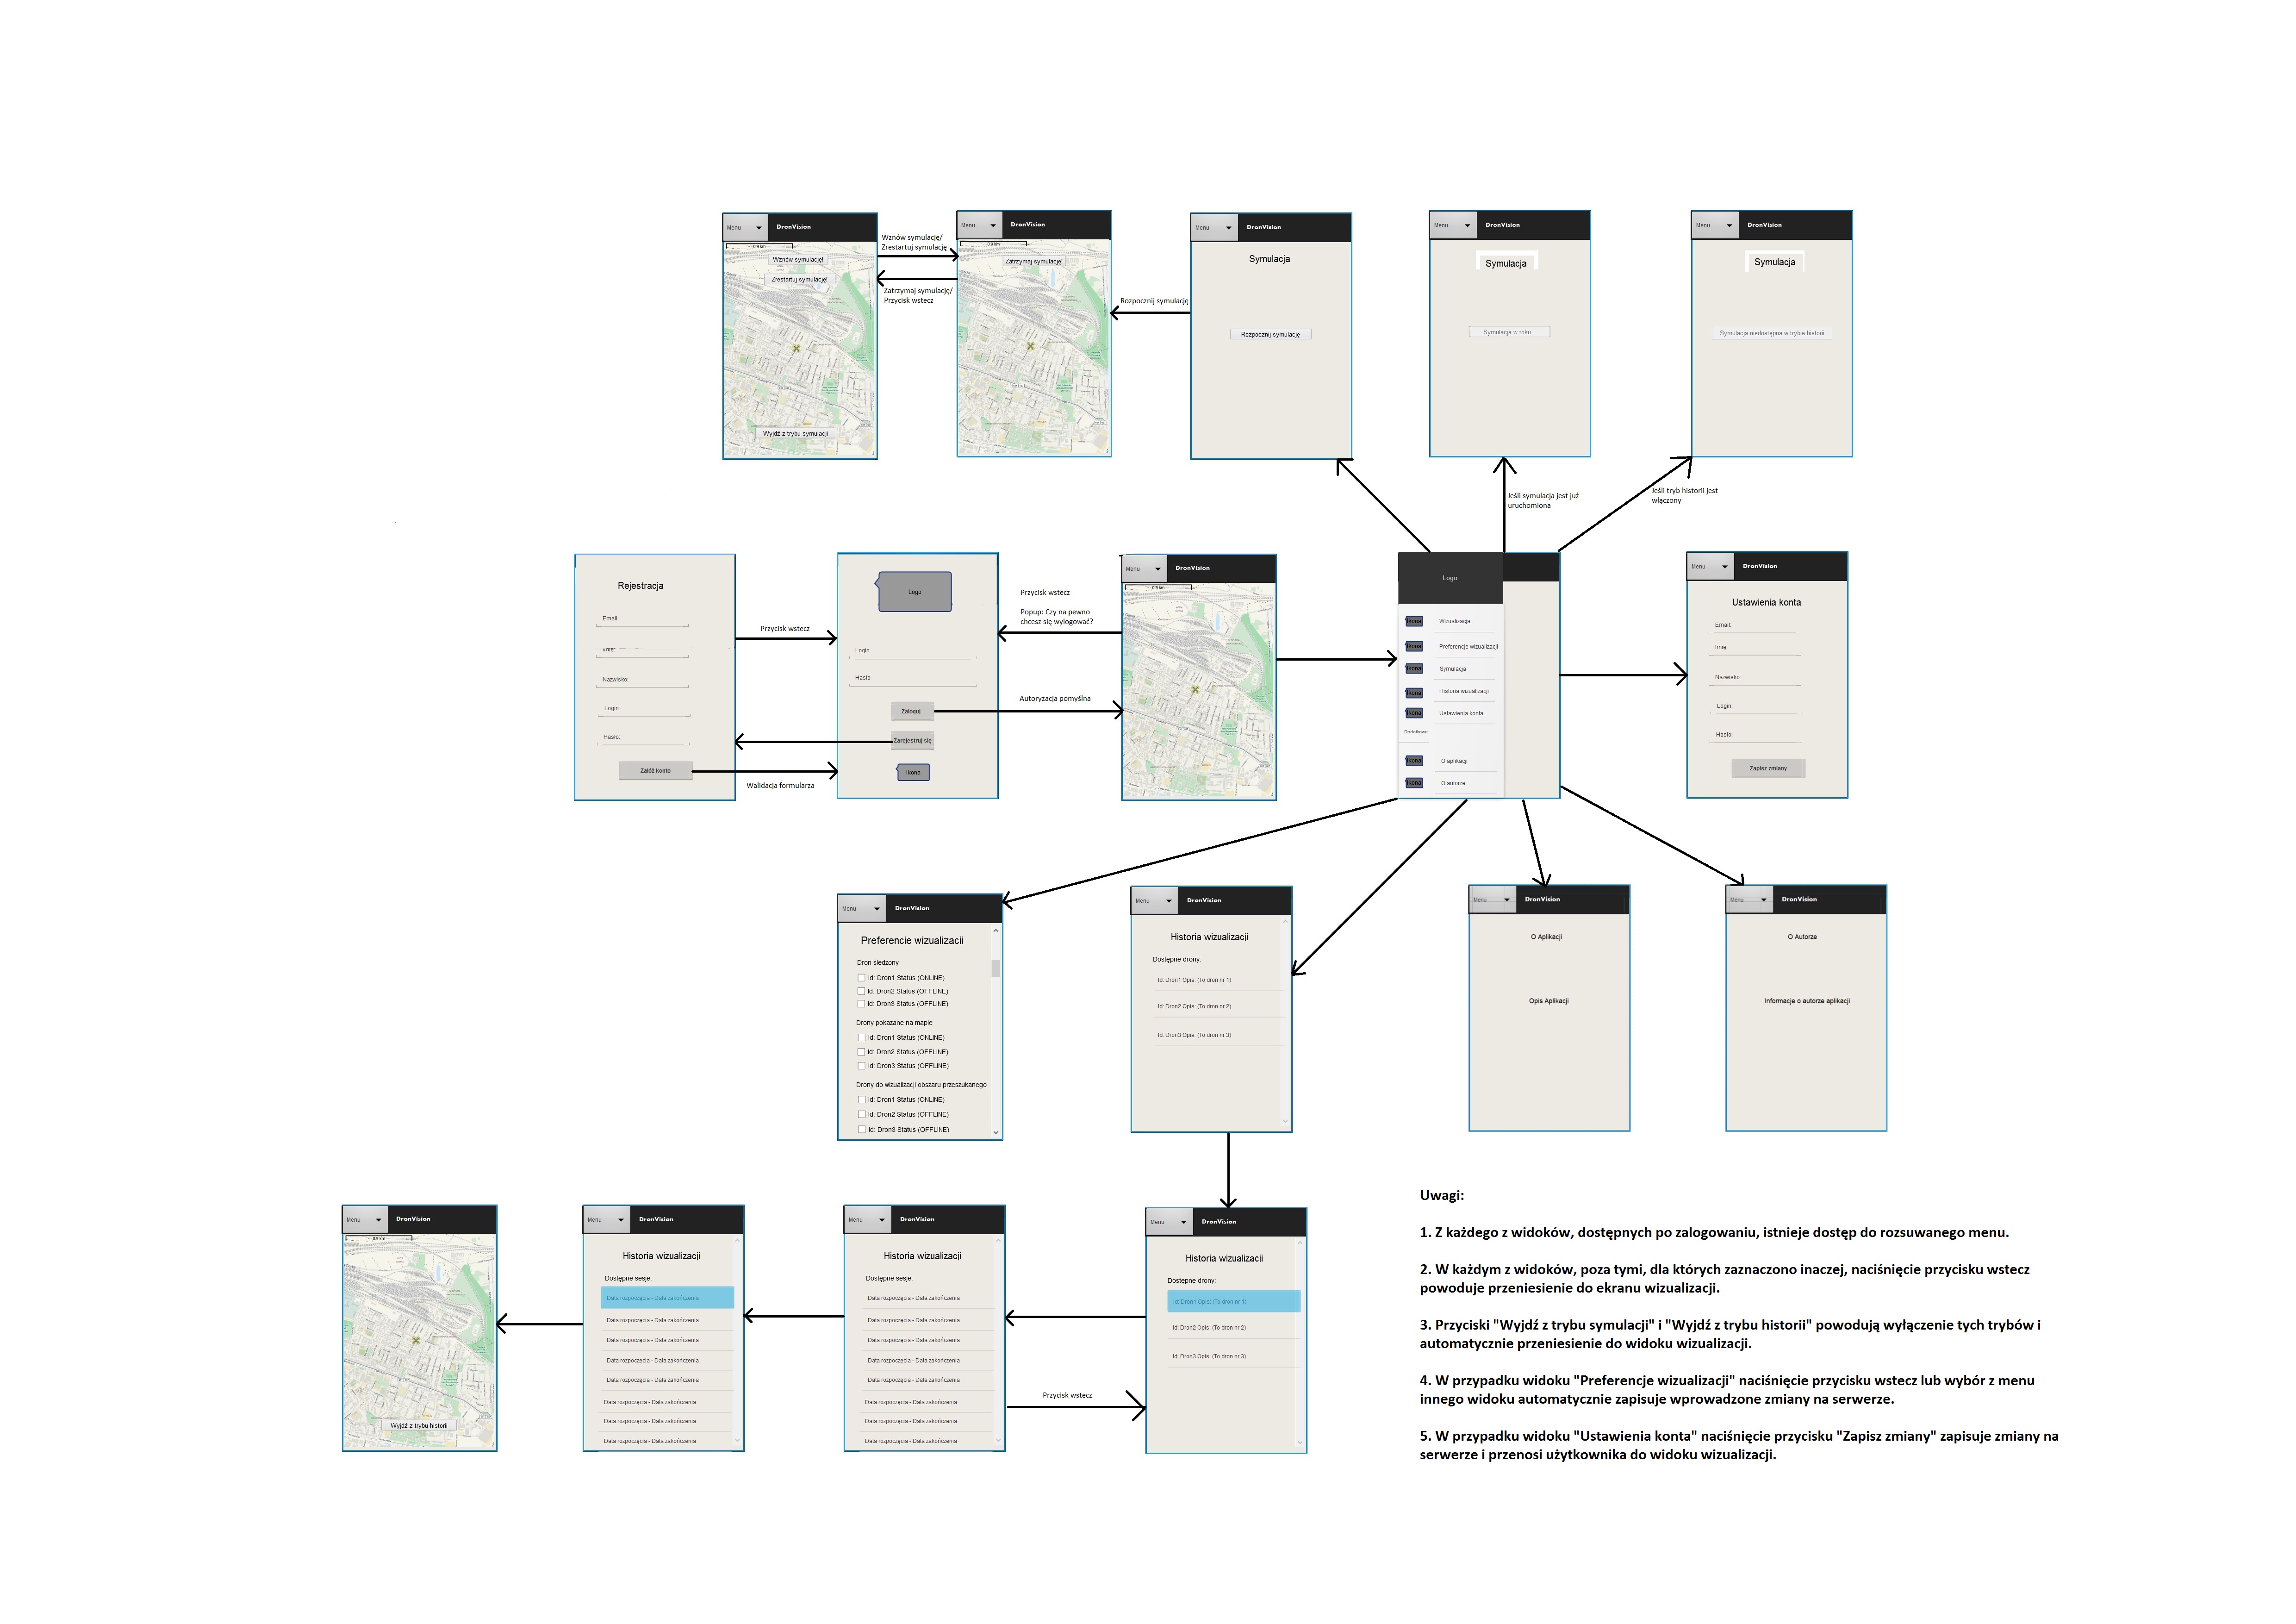 Menu
DronVision
0.9 km
Wznów symulację!
Zrestartuj symulację!
Wyjdź z trybu symulacji
Wznów symulację/
Zrestartuj symulację
Zatrzymaj symulację/
Przycisk wstecz
Menu
DronVision
0.9 km
Zatrzymaj symulację!
Rozpocznij symulację
Menu
DronVision
Symulacja
Rozpocznij symulację
Menu
DronVision
Symulacja
Symulacja w toku...
Menu
DronVision
Symulacja
Symulacja niedostępna w trybie historii
Jeśli symulacja jest już
uruchomiona
Jeśli tryb historii jest
włączony
Rejestracja
Email:
Imię:
Nazwisko:
Login:
Hasło:
Załóż konto
Przycisk wstecz
Walidacja formularza
Logo
Login
Hasło
Zaloguj
Zarejestruj się
Ikona
Przycisk wstecz
Popup: Czy na pewno
chcesz się wylogować?
Autoryzacja pomyślna
Menu
DronVision
0.9 km
Logo
Ikona Wizualizacja
Ikona Preferencje wizualizacji
Ikona Symulacja
Ikona Historia wizualizacji
Ikona Ustawienia konta
Dodatkowe
Ikona O aplikacji
Ikona O autorze
Menu
DronVision
Ustawienia konta
Email:
Imię:
Nazwisko:
Login:
Hasło:
Zapisz zmiany
Menu
DronVision
Preferencie wizualizacii
Dron śledzony
Id: Dron1 Status (ONLINE)
Id: Dron2 Status (OFFLINE)
Id: Dron3 Status (OFFLINE)
Drony pokazane na mapie
Id: Dron1 Status (ONLINE)
Id: Dron2 Status (OFFLINE)
Id: Dron3 Status (OFFLINE)
Drony do wizualizacji obszaru przeszukanego
Id: Dron1 Status (ONLINE)
Id: Dron2 Status (OFFLINE)
Id: Dron3 Status (OFFLINE)
Menu
DronVision
Historia wizualizacji
Dostępne drony:
Id: Dron1 Opis: (To dron nr 1)
Id: Dron2 Opis: (To dron nr 2)
Id: Dron3 Opis: (To dron nr 3)
Menu
DronVision
O Aplikacji
Opis Aplikacji
Menu
DronVision
O Autorze
Informacje o autorze aplikacji
Menu
DronVision
0.9 km
Wyjdź z trybu historii
Menu
DronVision
Historia wizualizacji
Dostępne sesje:
Data rozpoczęcia - Data zakończenia
Data rozpoczęcia - Data zakończenia
Data rozpoczęcia - Data zakończenia
Data rozpoczęcia - Data zakończenia
Data rozpoczęcia - Data zakończenia
Data rozpoczęcia - Data zakończenia
Data rozpoczęcia - Data zakończenia
Data rozpoczęcia - Data zakończenia
Menu
DronVision
Historia wizualizacji
Dostępne sesje:
Data rozpoczęcia - Data zakończenia
Data rozpoczęcia - Data zakończenia
Data rozpoczęcia - Data zakończenia
Data rozpoczęcia - Data zakończenia
Data rozpoczęcia - Data zakończenia
Data rozpoczęcia - Data zakończenia
Data rozpoczęcia - Data zakończenia
Data rozpoczęcia - Data zakończenia
Przycisk wstecz
Menu
DronVision
Historia wizualizacji
Dostępne drony:
Id: Dron1 Opis: (To dron nr 1)
Id: Dron2 Opis: (To dron nr 2)
Id: Dron3 Opis: (To dron nr 3)
Uwagi:
1. Z każdego z widoków, dostępnych po zalogowaniu, istnieje dostęp do rozsuwanego menu.
2. W każdym z widoków, poza tymi, dla których zaznaczono inaczej, naciśnięcie przycisku wstecz
powoduje przeniesienie do ekranu wizualizacji.
3. Przyciski "Wyjdź z trybu symulacji" i "Wyjdź z trybu historii" powodują wyłączenie tych trybów i
automatycznie przeniesienie do widoku wizualizacji.
4. W przypadku widoku "Preferencje wizualizacji" naciśnięcie przycisku wstecz lub wybór z menu
innego widoku automatycznie zapisuje wprowadzone zmiany na serwerze.
5. W przypadku widoku "Ustawienia konta" naciśnięcie przycisku "Zapisz zmiany" zapisuje zmiany na
serwerze i przenosi użytkownika do widoku wizualizacji.